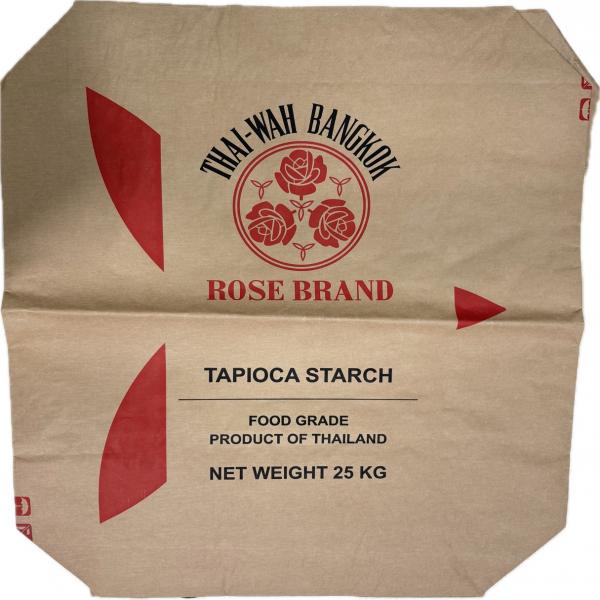 THAI-WAH BANGKOK
ROSE BRAND
TAPIOCA STARCH
FOOD GRADE
PRODUCT OF THAILAND
NET WEIGHT 25 KG